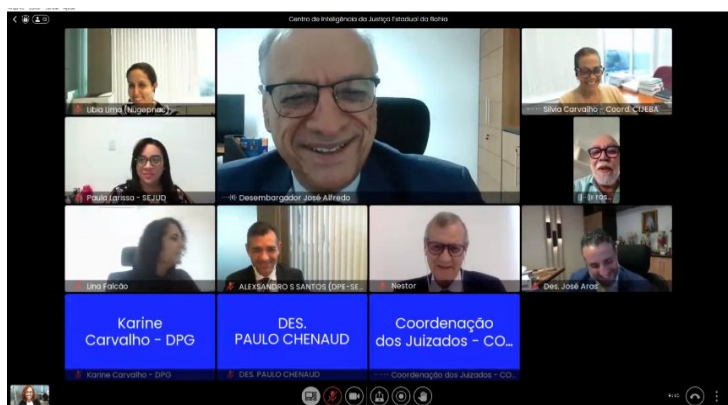 Centro de Inteligência da Justiça Estadual da Bahia
Libia Lima (Nugepnac)
Desembargador José Alfredo
Silvia Carvalho - Coord. CIJEBA
Paula Larissa - SEJUD
Lina Falcão
ALEXSANDRO S SANTOS (DPE-SE...
Nestor
Des. José Aras
Karine
Carvalho - DPG
DES.
PAULO CHENAUD
Coordenação
dos Juizados - CO...
Karine Carvalho - DPG
DES. PAULO CHENAUD
Coordenação dos Juizados - CO...